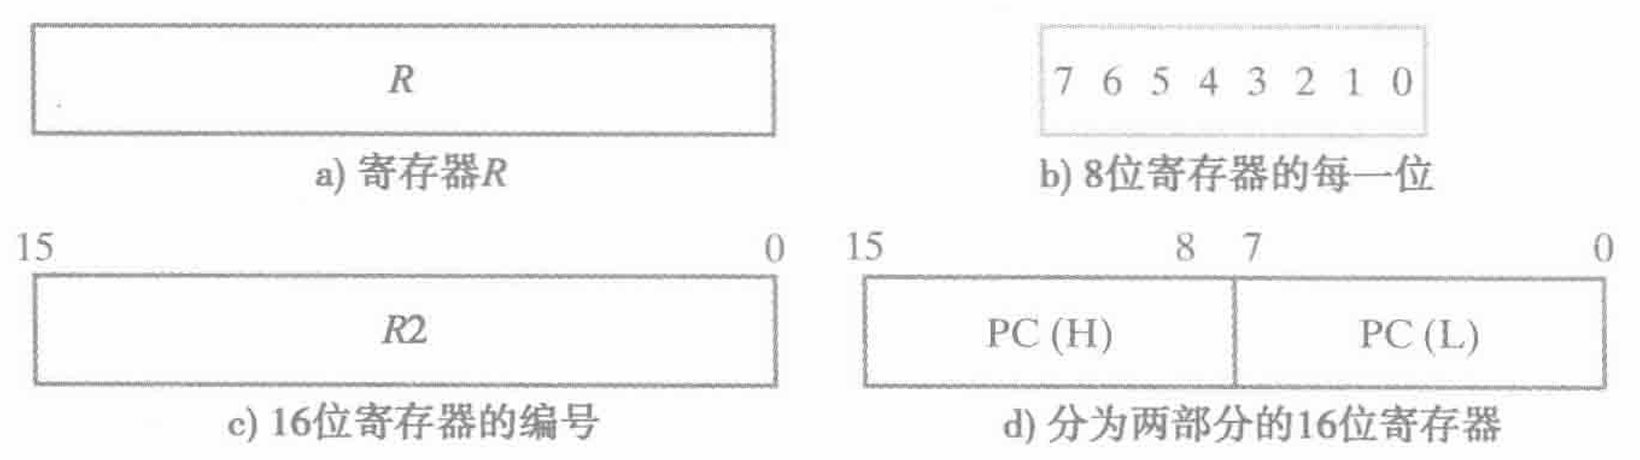 R
7 6 5 4 3 2 1 0
a) 寄存器R
b) 8位寄存器的每一位
15 0
15 8 7 0
R2
PC (H) PC (L)
c) 16位寄存器的编号
d) 分为两部分的16位寄存器